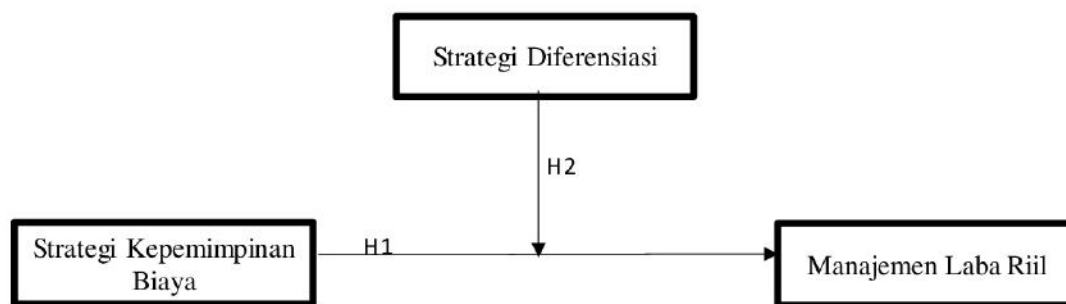 Strategi Diferensiasi
H2
Strategi Kepemimpinan
Biaya
H1
Manajemen Laba Riil